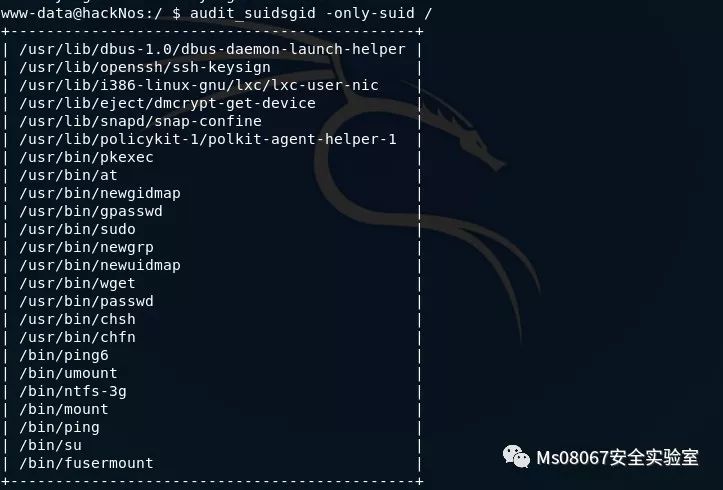 www-data@hackNos:/ $ audit_suidsgid -only-suid /
+---------------------------------------------+
| /usr/lib/dbus-1.0/dbus-daemon-launch-helper |
| /usr/lib/openssh/ssh-keysign |
| /usr/lib/i386-linux-gnu/lxc/lxc-user-nic |
| /usr/lib/eject/dmcrypt-get-device |
| /usr/lib/snapd/snap-confine |
| /usr/lib/policykit-1/polkit-agent-helper-1 |
| /usr/bin/pkexec |
| /usr/bin/at |
| /usr/bin/newgidmap |
| /usr/bin/gpasswd |
| /usr/bin/sudo |
| /usr/bin/newgrp |
| /usr/bin/newuidmap |
| /usr/bin/wget |
| /usr/bin/passwd |
| /usr/bin/chsh |
| /usr/bin/chfn |
| /bin/ping6 |
| /bin/umount |
| /bin/ntfs-3g |
| /bin/mount |
| /bin/ping |
| /bin/su |
| /bin/fusermount |
+---------------------------------------------+
Ms08067安全实验室